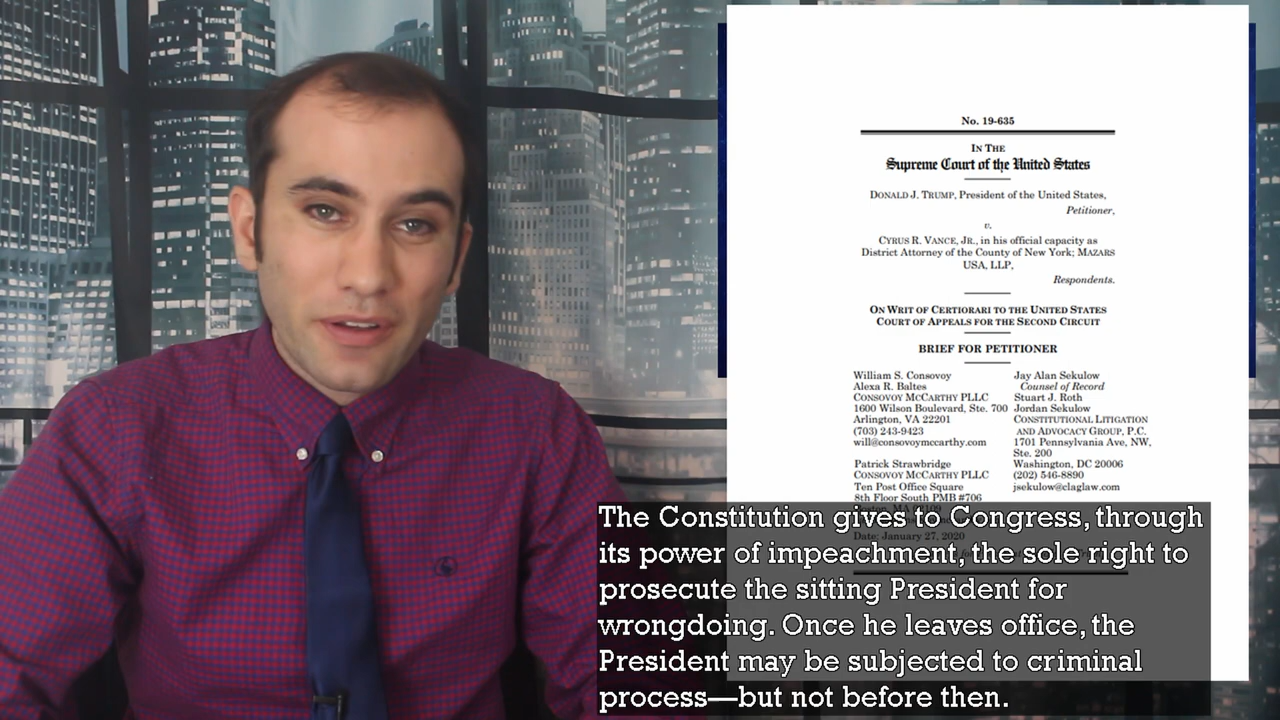 No. 19-635
IN THE
Supreme Court of the United States
DONALD J. TRUMP, President of the United States,
Petitioner,
v.
CYRUS R. VANCE, JR., in his official capacity as
District Attorney of the County of New York; MAZARS
USA, LLP,
Respondents.
ON WRIT OF CERTIORARI TO THE UNITED STATES
COURT OF APPEALS FOR THE SECOND CIRCUIT
BRIEF FOR PETITIONER
William S. Consovoy
Alexa R. Baltes
CONSOVOY MCCARTHY PLLC
1600 Wilson Boulevard, Ste. 700
Arlington, VA 22201
(703) 243-9423
will@consovoymccarthy.com
Patrick Strawbridge
CONSOVOY MCCARTHY PLLC
Ten Post Office Square
8th Floor South PMB #706
Date: January 27, 2020
Jay Alan Sekulow
Counsel of Record
Stuart J. Roth
Jordan Sekulow
CONSTITUTIONAL LITIGATION
AND ADVOCACY GROUP, P.C.
1701 Pennsylvania Ave, NW,
Ste. 200
Washington, DC 20006
(202) 546-8890
jsekulow@claglaw.com
The Constitution gives to Congress, through
its power of impeachment, the sole right to
prosecute the sitting President for
wrongdoing. Once he leaves office, the
President may be subjected to criminal
process—but not before then.